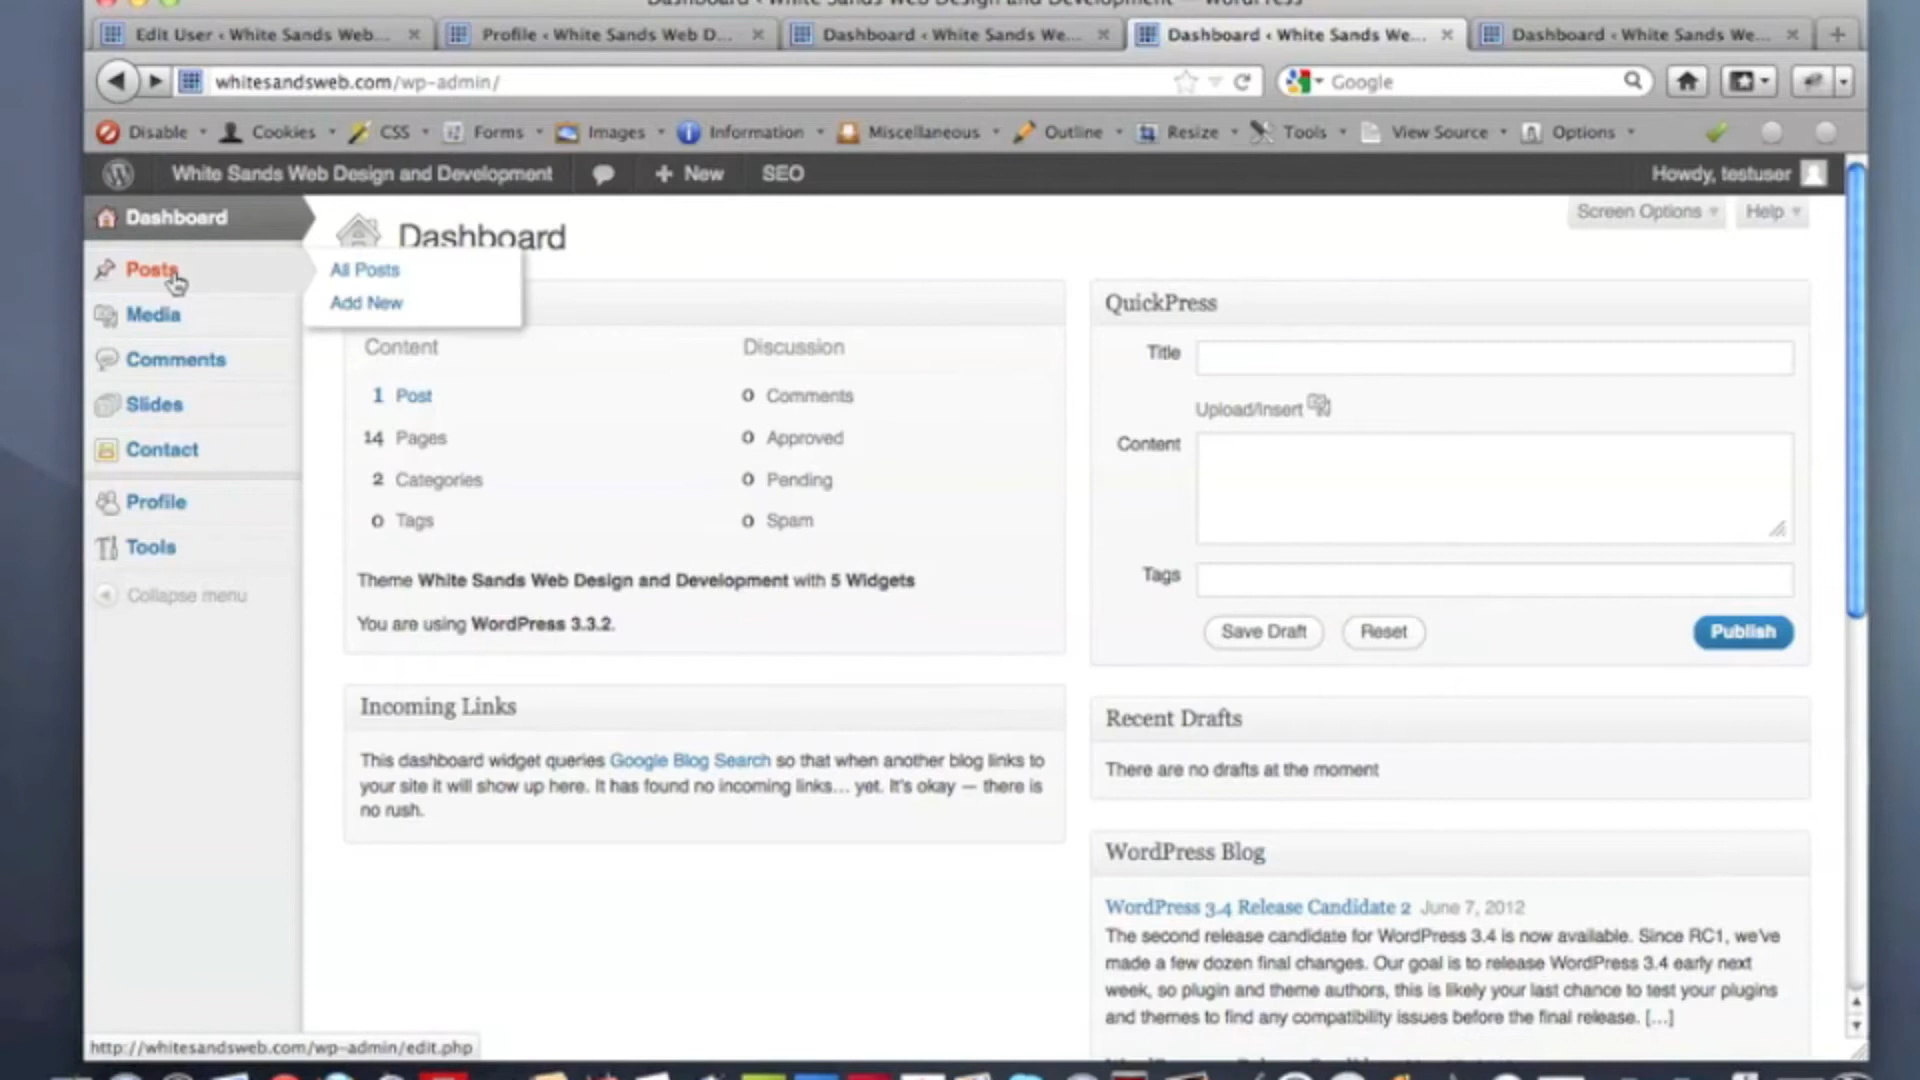 Dashboard ‹ White Sands Web Design and Development — WordPress
Edit User ‹ White Sands Web...
Profile ‹ White Sands Web D...
Dashboard ‹ White Sands We...
Dashboard ‹ White Sands We...
Dashboard ‹ White Sands We...
whitesandsweb.com/wp-admin/
Google
Disable
Cookies
CSS
Forms
Images
Information
Miscellaneous
Outline
Resize
Tools
View Source
Options
White Sands Web Design and Development
+ New
SEO
Howdy, testuser
Dashboard
Posts
Media
Comments
Slides
Contact
Profile
Tools
Collapse menu
All Posts
Add New
Dashboard
Screen Options
Help
Content
Discussion
1 Post
0 Comments
14 Pages
0 Approved
2 Categories
0 Pending
0 Tags
0 Spam
Theme White Sands Web Design and Development with 5 Widgets
You are using WordPress 3.3.2.
Incoming Links
This dashboard widget queries Google Blog Search so that when another blog links to
your site it will show up here. It has found no incoming links... yet. It's okay — there is
no rush.
QuickPress
Title
Upload/Insert
Content
Tags
Save Draft
Reset
Publish
Recent Drafts
There are no drafts at the moment
WordPress Blog
WordPress 3.4 Release Candidate 2 June 7, 2012
The second release candidate for WordPress 3.4 is now available. Since RC1, we've
made a few dozen final changes. Our goal is to release WordPress 3.4 early next
week, so plugin and theme authors, this is likely your last chance to test your plugins
and themes to find any compatibility issues before the final release. [...]
http://whitesandsweb.com/wp-admin/edit.php